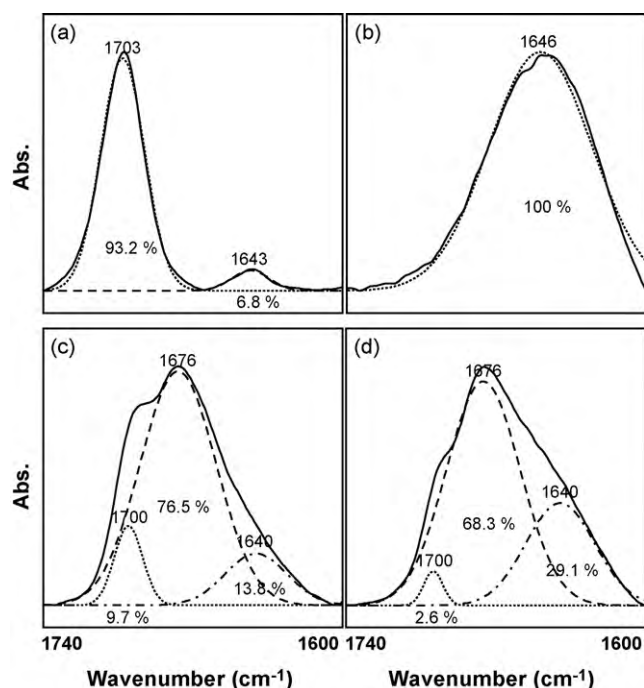 (a)
1703
93.2 %
1643
6.8 %
Abs.
(b)
1646
100 %
(c)
1676
1700
76.5 %
1640
13.8 %
9.7 %
Abs.
1740
1600
Wavenumber (cm-1)
(d)
1676
1640
68.3 %
1700
29.1 %
2.6 %
1740
1600
Wavenumber (cm-1)